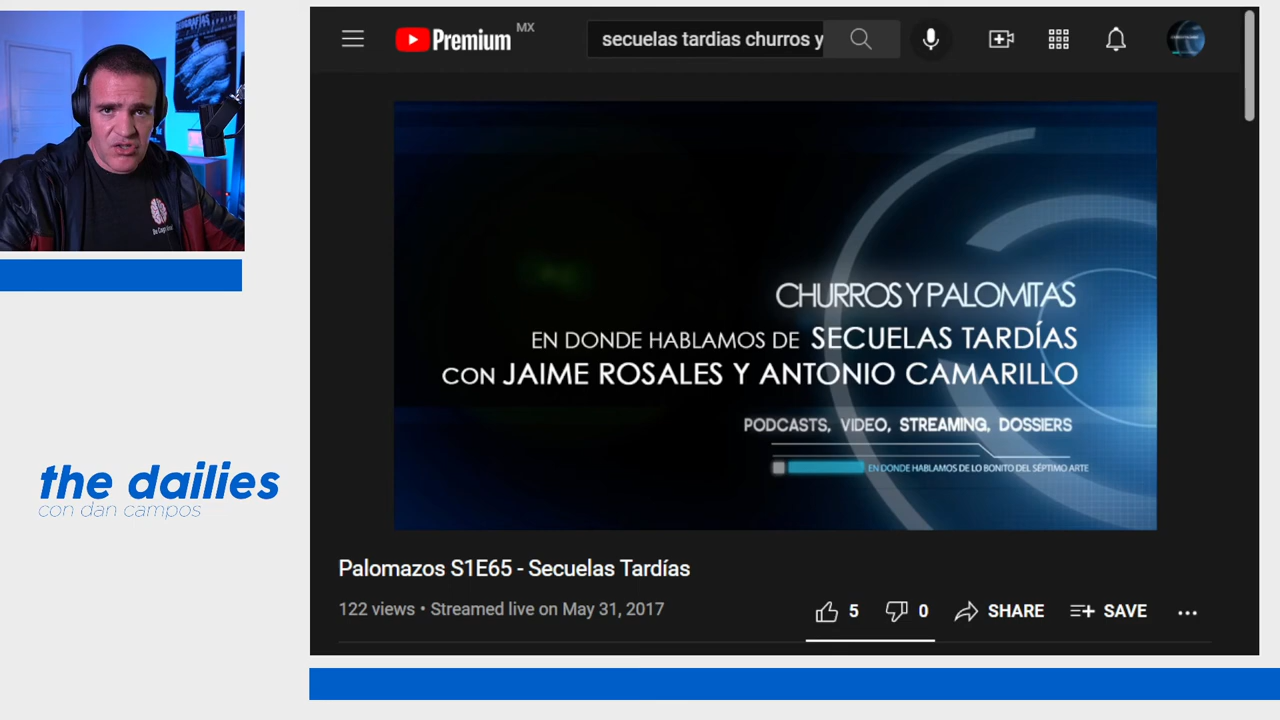 Premium MX
secuelas tardias churros y
CHURROS Y PALOMITAS
EN DONDE HABLAMOS DE SECUELAS TARDÍAS
CON JAIME ROSALES Y ANTONIO CAMARILLO
PODCASTS, VIDEO, STREAMING, DOSSIERS
EN DONDE HABLAMOS DE LO BONITO DEL SÉPTIMO ARTE
Palomazos S1E65 - Secuelas Tardías
122 views • Streamed live on May 31, 2017
5 0 SHARE SAVE
the dailies
con dan campos